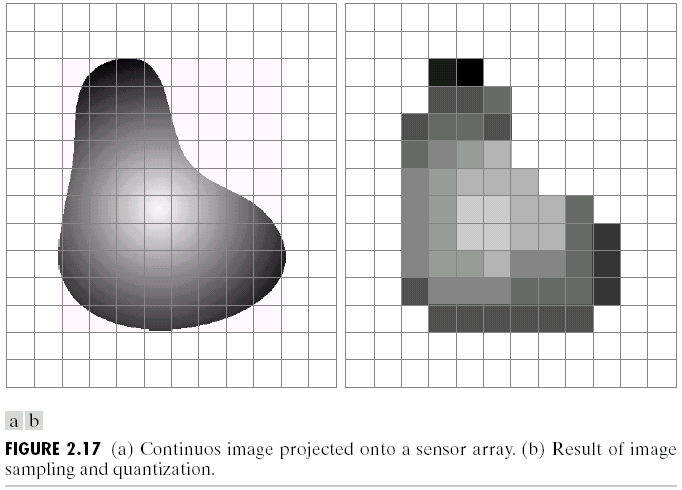 a b
FIGURE 2.17 (a) Continuos image projected onto a sensor array. (b) Result of image
sampling and quantization.